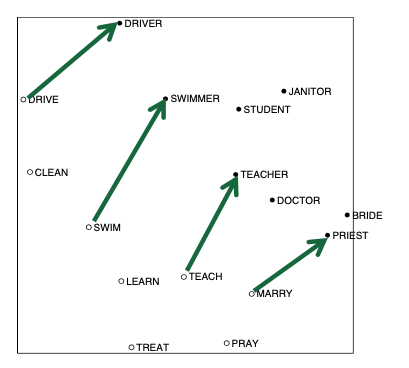 DRIVER
JANITOR
DRIVE
SWIMMER
STUDENT
CLEAN
TEACHER
DOCTOR
BRIDE
SWIM
PRIEST
LEARN
TEACH
MARRY
TREAT
PRAY